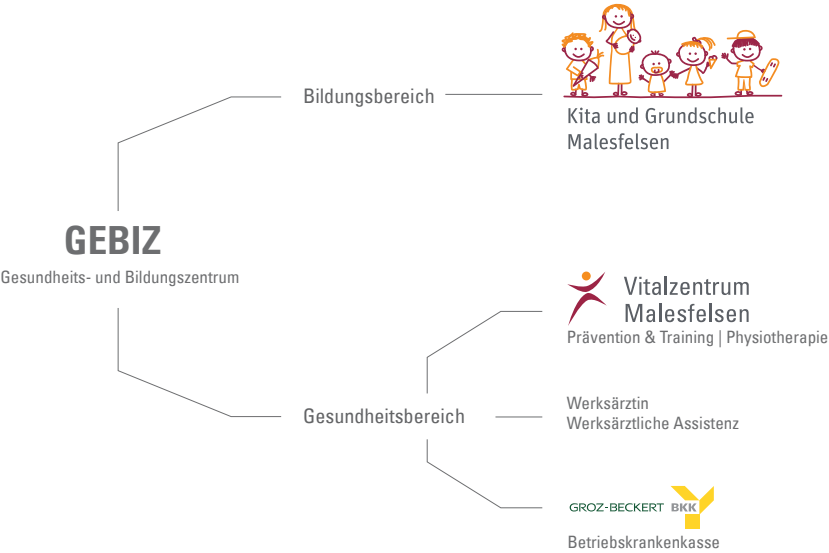 Bildungsbereich
Kita und Grundschule
Malesfelsen
GEBIZ
Gesundheits- und Bildungszentrum
Vitalzentrum
Malesfelsen
Prävention & Training | Physiotherapie
Gesundheitsbereich
Werksärztin
Werksärztliche Assistenz
GROZ-BECKERT BKK
Betriebskrankenkasse